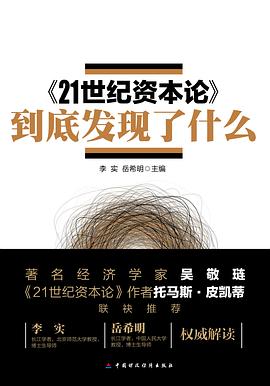 《21世纪资本论》
到底发现了什么
李 实 岳希明 ◎ 主编
著名经济学家 吴敬琏
《21世纪资本论》作者托马斯·皮凯蒂
联袂推荐
李实 岳希明 权威解读
长江学者，北京师范大学教授、 长江学者，中国人民大学教授、
博士生导师 博士生导师
中国财政经济出版社